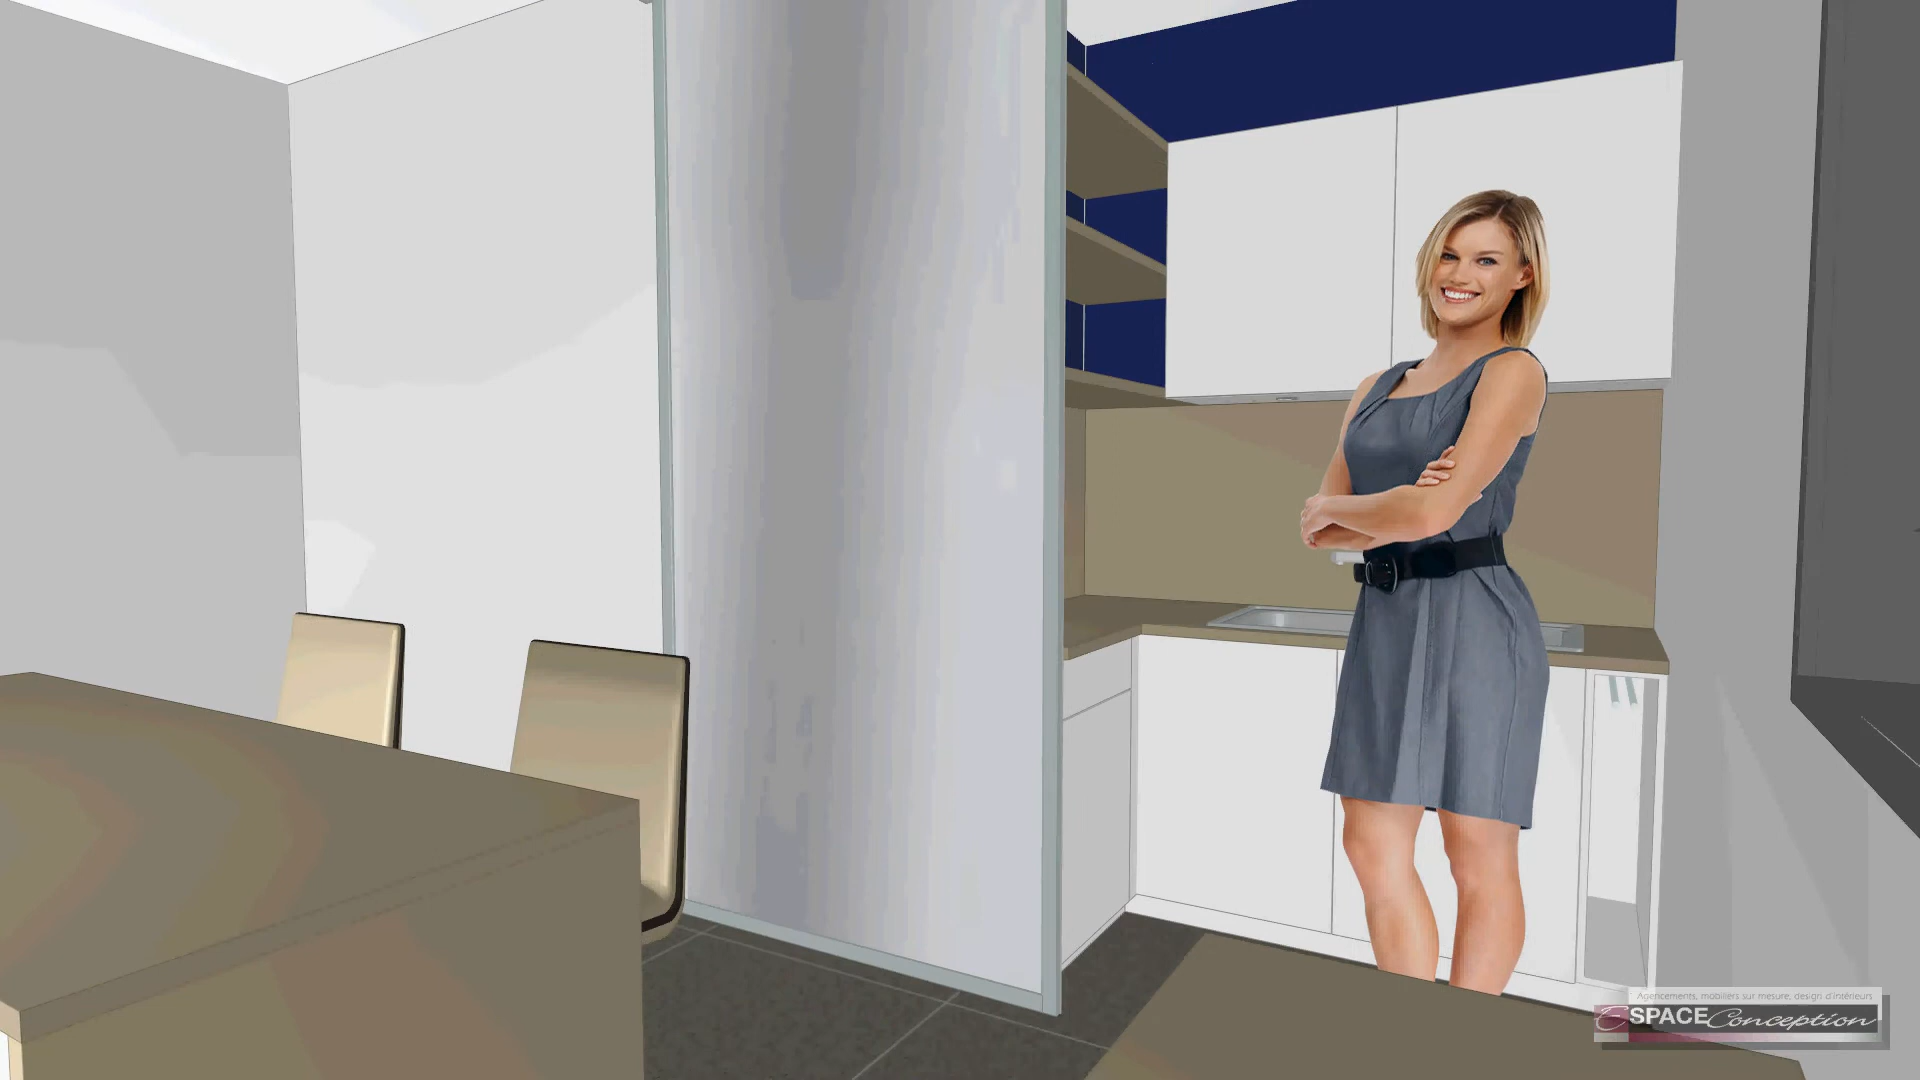 Agencements, mobiliers sur mesure, design d'intérieurs
ESPACE Conception